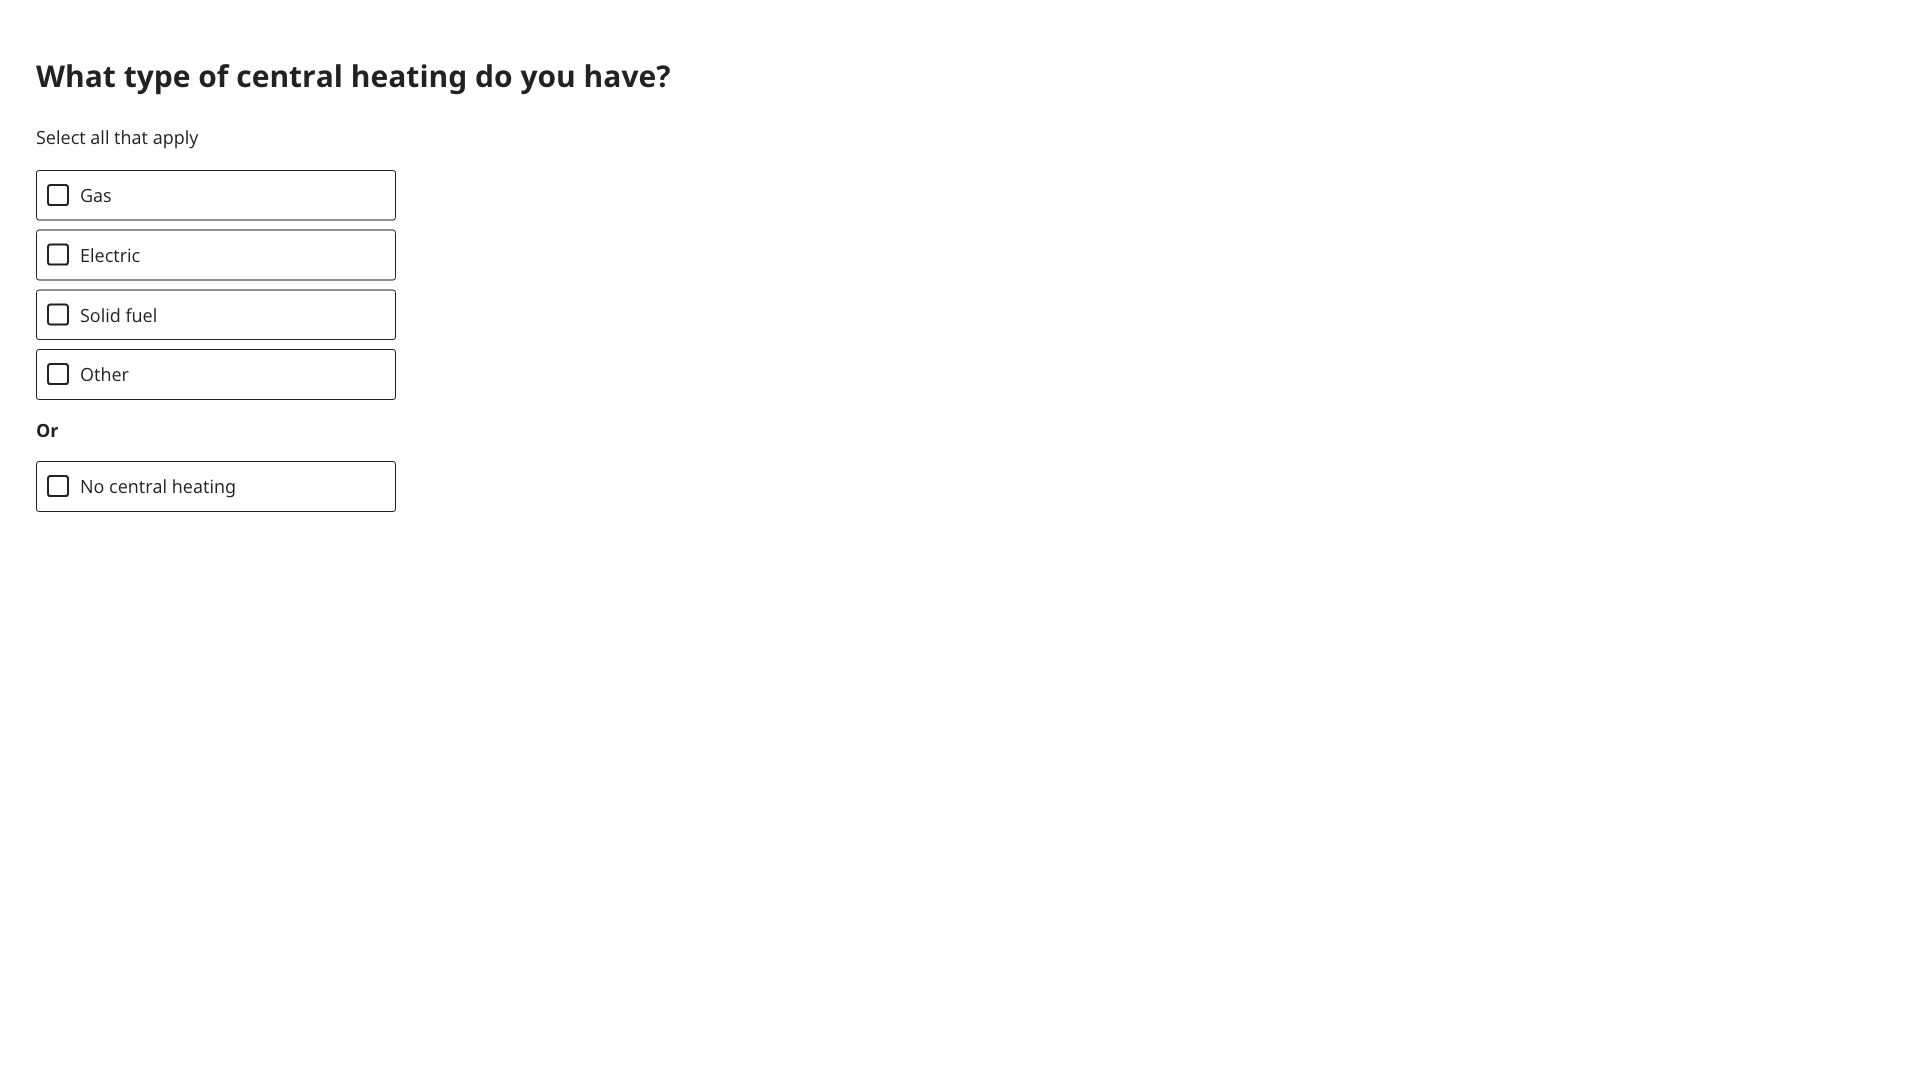 What type of central heating do you have?
Select all that apply
Gas
Electric
Solid fuel
Other
Or
No central heating